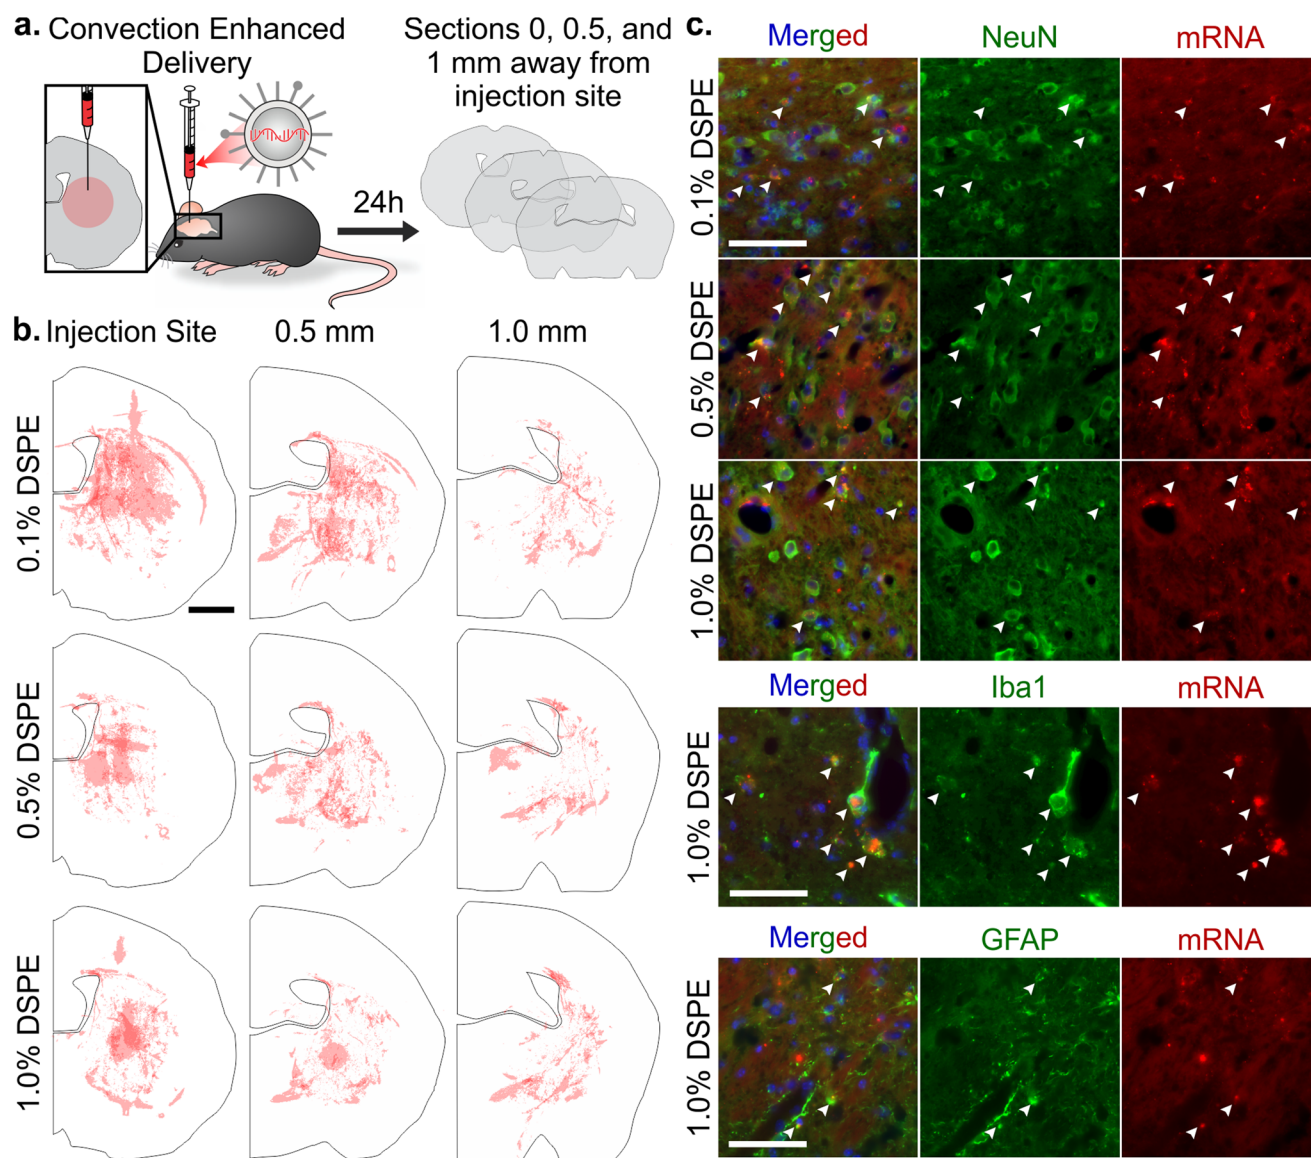 a. Convection Enhanced
Delivery
Sections 0, 0.5, and
1 mm away from
injection site
24h
b. Injection Site 0.5 mm 1.0 mm
0.1% DSPE
0.5% DSPE
1.0% DSPE
c. Merged NeuN mRNA
0.1% DSPE
0.5% DSPE
1.0% DSPE
Merged Iba1 mRNA
1.0% DSPE
Merged GFAP mRNA
1.0% DSPE